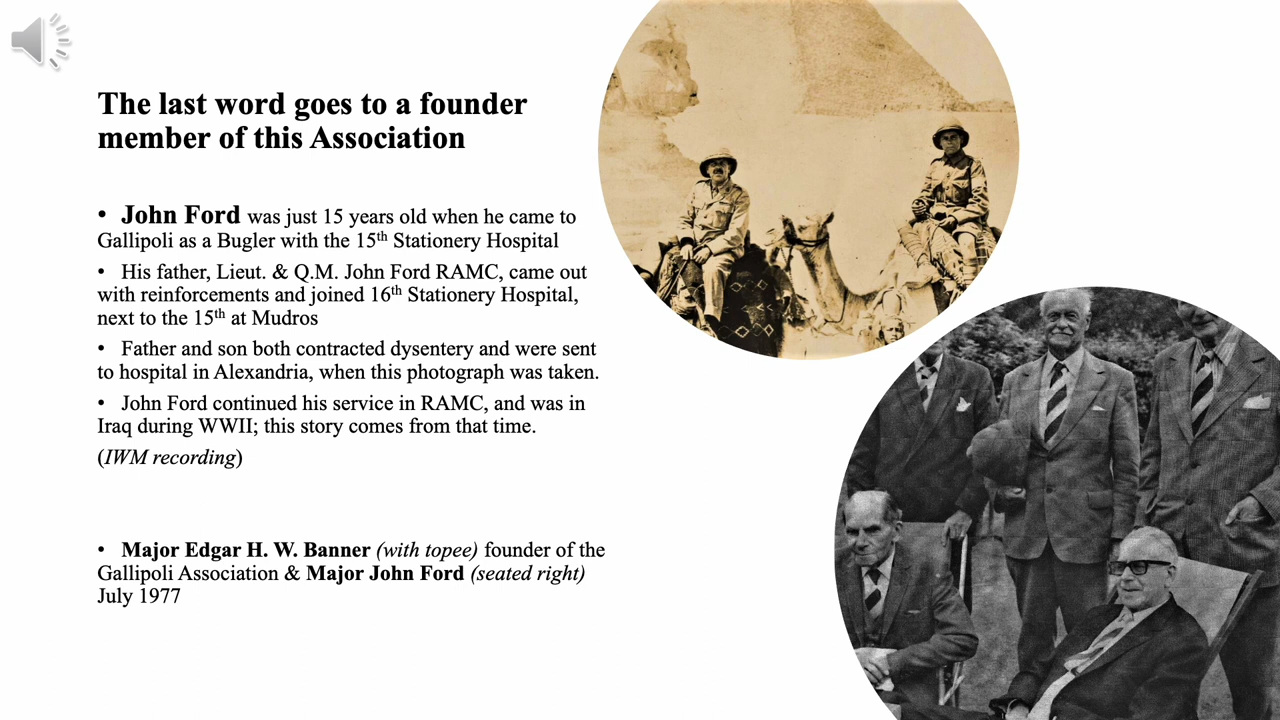 The last word goes to a founder
member of this Association
• John Ford was just 15 years old when he came to
Gallipoli as a Bugler with the 15th Stationery Hospital
• His father, Lieut. & Q.M. John Ford RAMC, came out
with reinforcements and joined 16th Stationery Hospital,
next to the 15th at Mudros
• Father and son both contracted dysentery and were sent
to hospital in Alexandria, when this photograph was taken.
• John Ford continued his service in RAMC, and was in
Iraq during WWII; this story comes from that time.
(IWM recording)
• Major Edgar H. W. Banner (with topee) founder of the
Gallipoli Association & Major John Ford (seated right)
July 1977